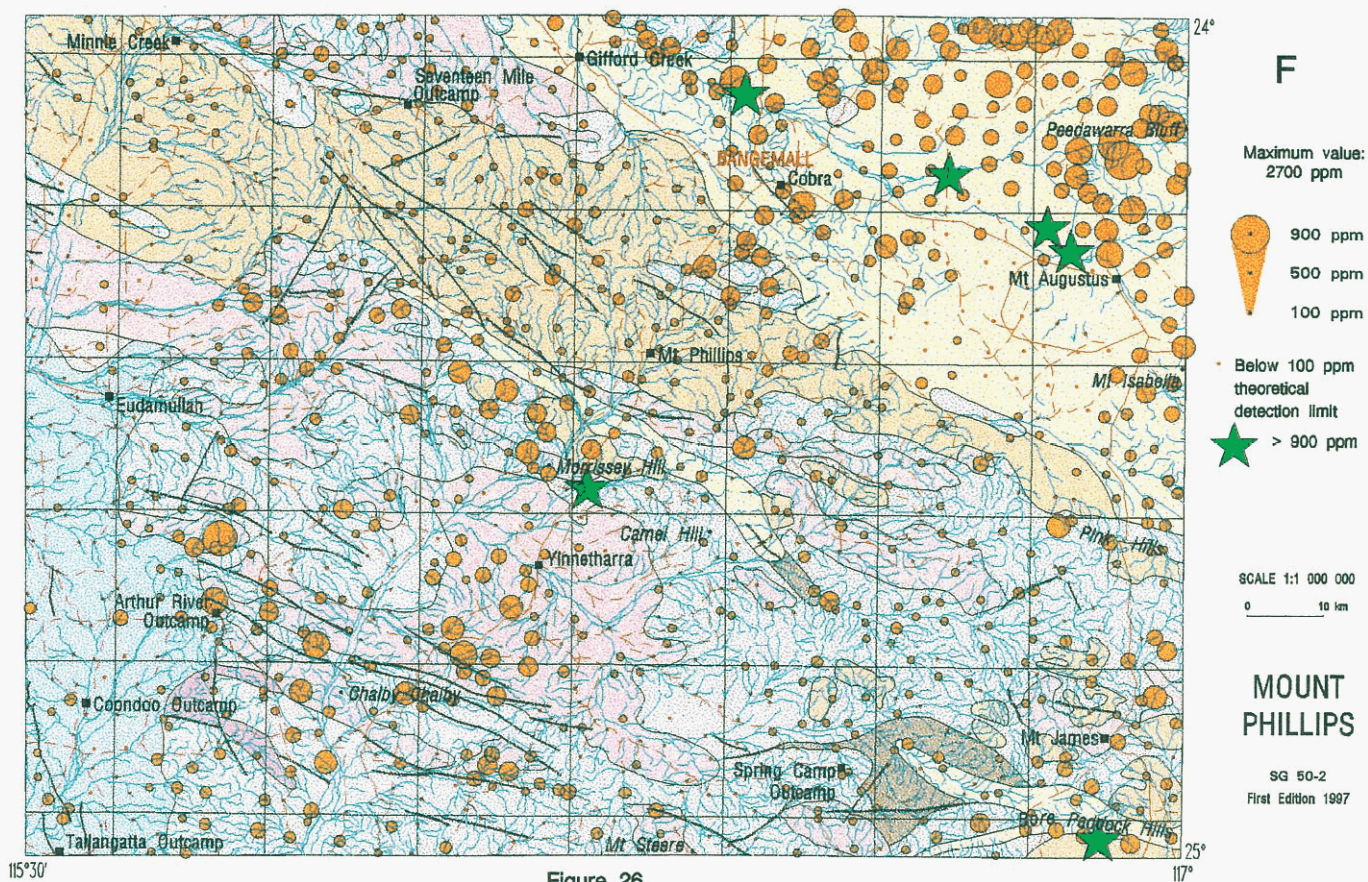 24°
Minnie Creek
Gifford Creek
Seventeen Mile
Outcamp
F
Peedawarra Bluff
Maximum value:
2700 ppm
BANGEMALL
Cobra
900 ppm
500 ppm
100 ppm
Mt Augustus
Mt Phillips
Below 100 ppm
theoretical
detection limit
Mt Isabella
Eudamullah
> 900 ppm
Morrissey Hill
Camel Hill
Pink Hills
Yinnetharra
SCALE 1:1 000 000
0 10 km
Arthur River
Outcamp
Chalby Chalby
Coondoo Outcamp
MOUNT
PHILLIPS
Mt James
Spring Camp
Outcamp
SG 50-2
First Edition 1997
Bore Paddock Hills
Tallangatta Outcamp
Mt Steere
25°
115°30'
117°
Figure 26